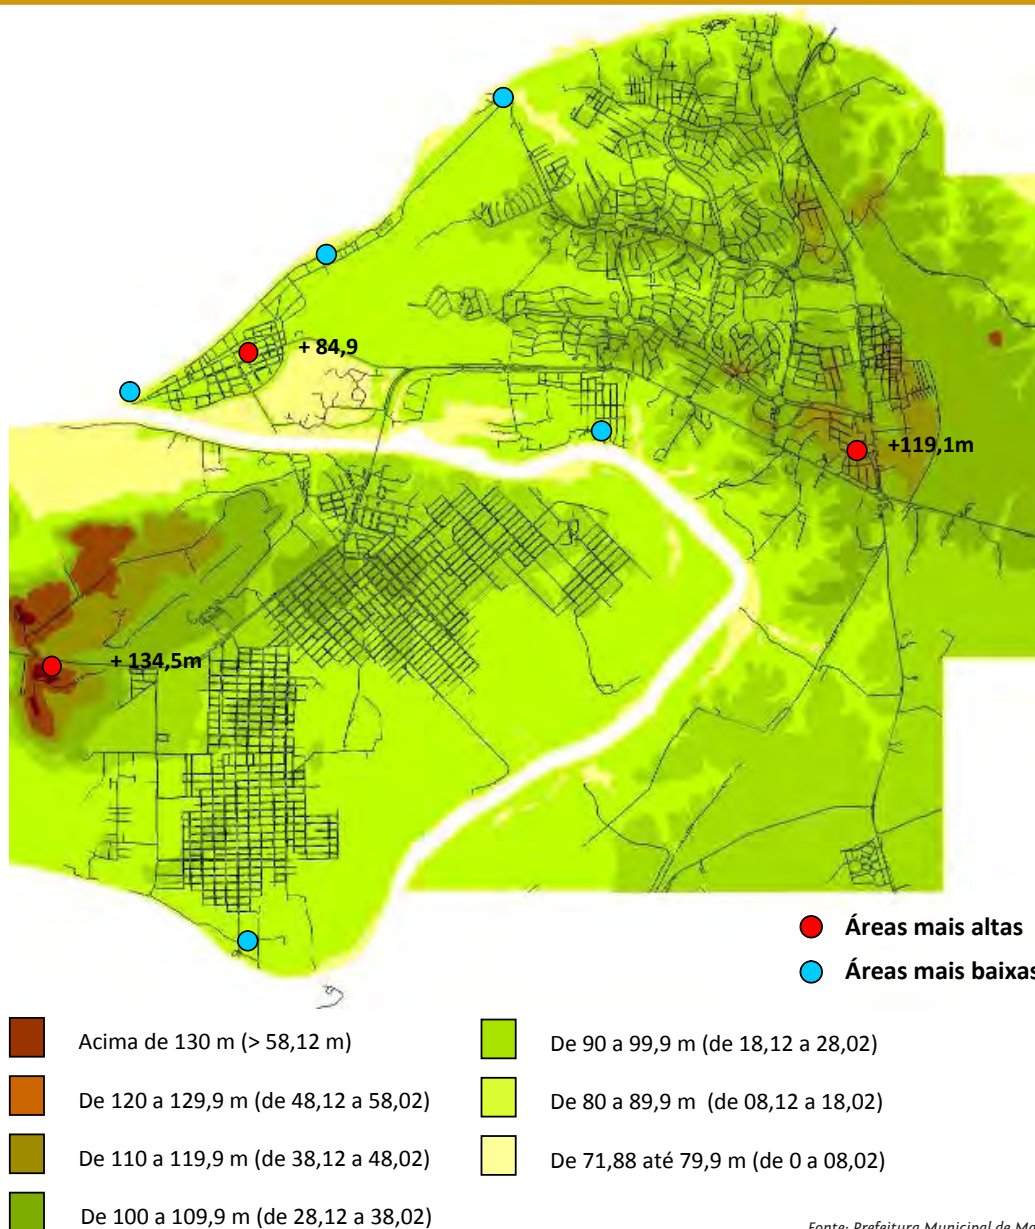 + 84,9
+119,1m
+ 134,5m
Áreas mais altas
Áreas mais baixas
Acima de 130 m (> 58,12 m)
De 120 a 129,9 m (de 48,12 a 58,02)
De 110 a 119,9 m (de 38,12 a 48,02)
De 100 a 109,9 m (de 28,12 a 38,02)
De 90 a 99,9 m (de 18,12 a 28,02)
De 80 a 89,9 m (de 08,12 a 18,02)
De 71,88 até 79,9 m (de 0 a 08,02)
Fonte: Prefeitura Municipal de